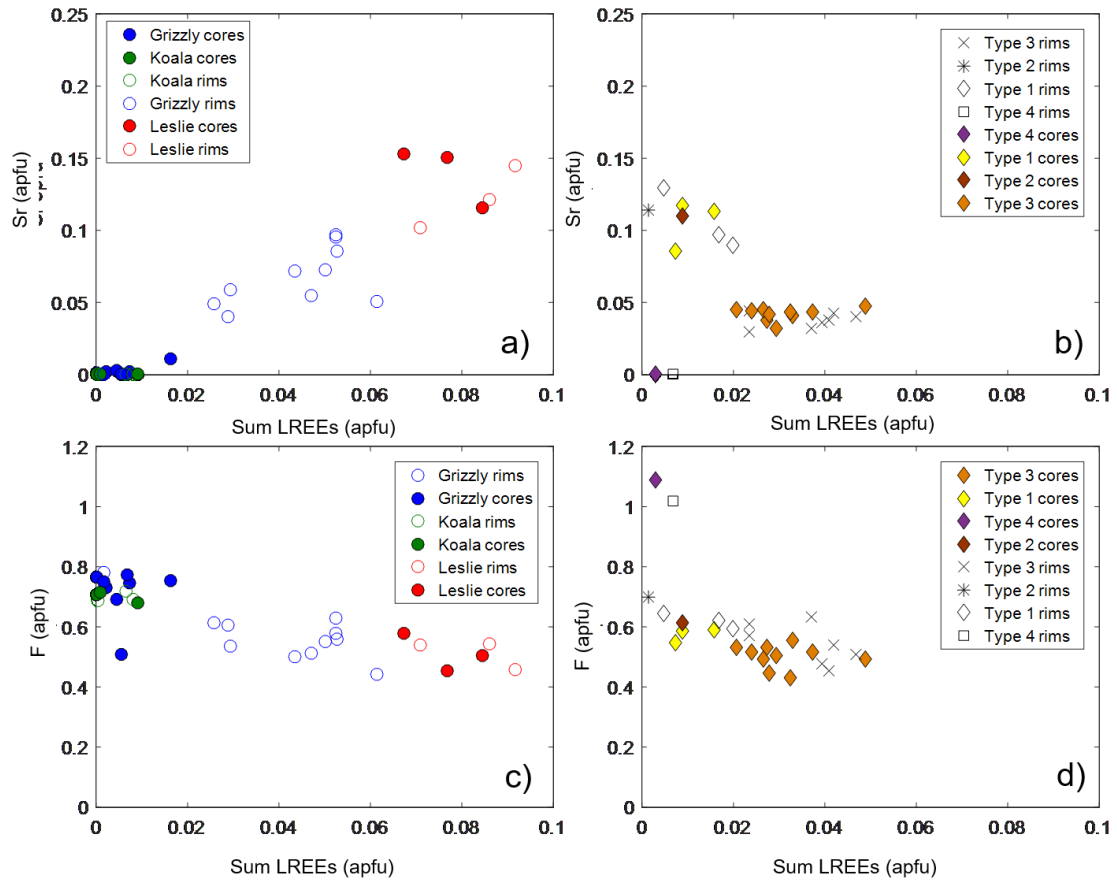 0.25
0.2
0.15
0.1
0.05
0
Sr (apfu)
Grizzly cores
Koala cores
Koala rims
Grizzly rims
Leslie cores
Leslie rims
a)
0 0.02 0.04 0.06 0.08 0.1
Sum LREEs (apfu)
0.25
0.2
0.15
0.1
0.05
0
Sr (apfu)
Type 3 rims
Type 2 rims
Type 1 rims
Type 4 rims
Type 4 cores
Type 1 cores
Type 2 cores
Type 3 cores
b)
0 0.02 0.04 0.06 0.08 0.1
Sum LREEs (apfu)
1.2
1
0.8
0.6
0.4
0.2
0
F (apfu)
Grizzly rims
Grizzly cores
Koala rims
Koala cores
Leslie rims
Leslie cores
c)
0 0.02 0.04 0.06 0.08 0.1
Sum LREEs (apfu)
1.2
1
0.8
0.6
0.4
0.2
0
F (apfu)
Type 3 cores
Type 1 cores
Type 4 cores
Type 2 cores
Type 3 rims
Type 2 rims
Type 1 rims
Type 4 rims
d)
0 0.02 0.04 0.06 0.08 0.1
Sum LREEs (apfu)